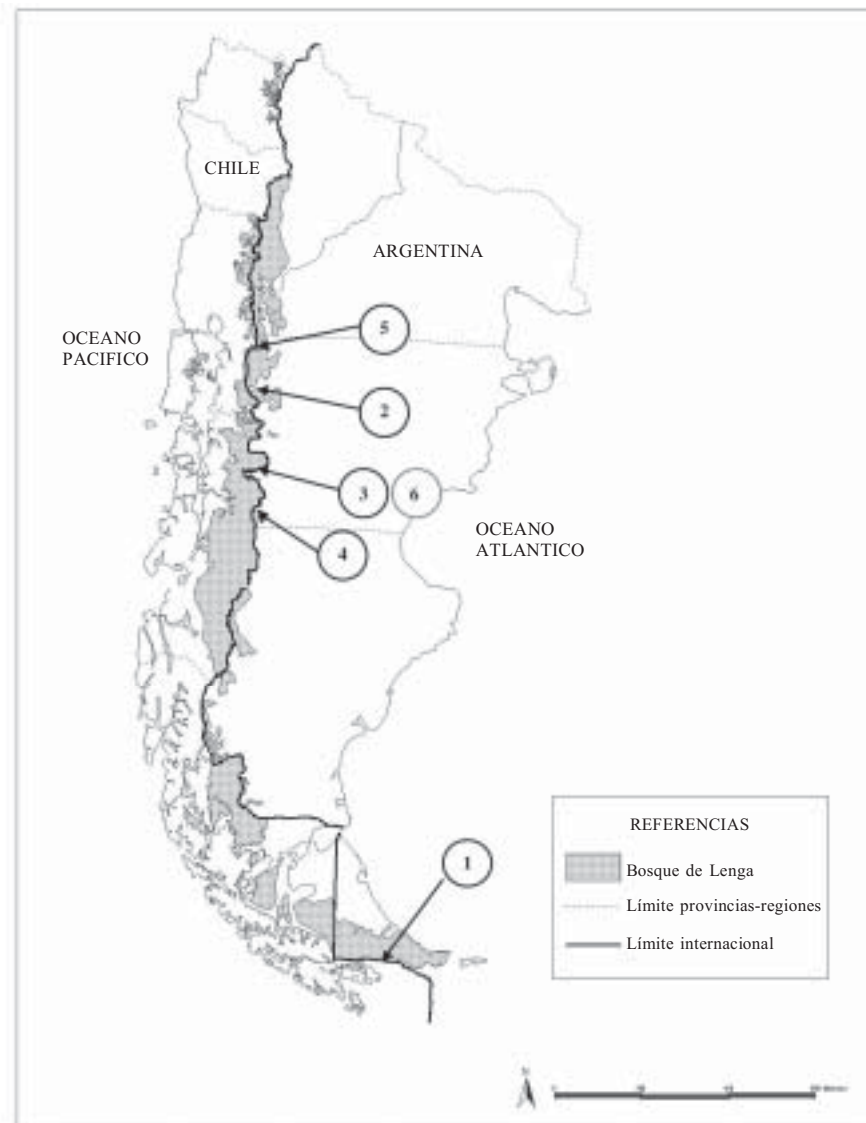 CHILE
ARGENTINA
OCEANO
PACIFICO
5
2
3
6
OCEANO
ATLANTICO
4
1
REFERENCIAS
Bosque de Lenga
Límite provincias-regiones
Límite internacional